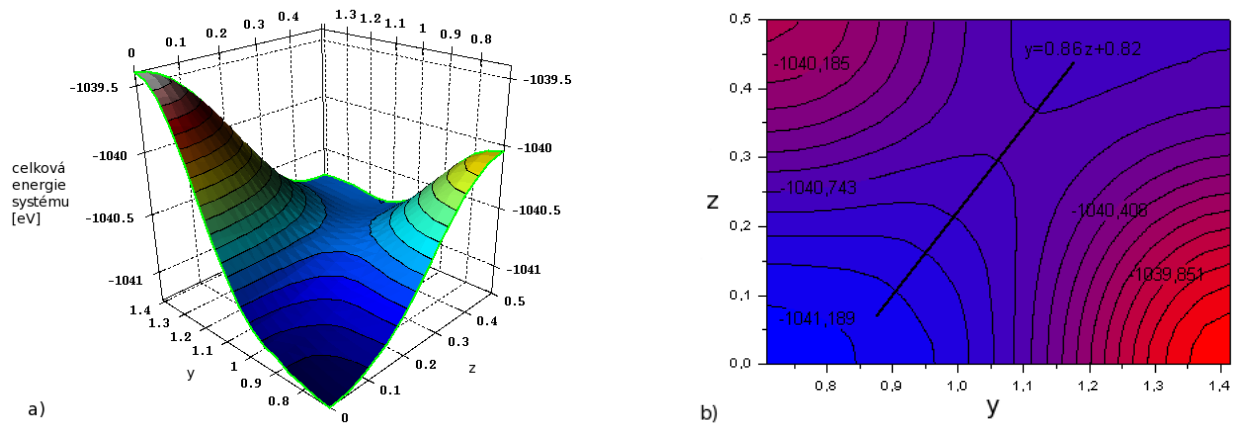 0 0.1 0.2 0.3 0.4 1.3 1.2 1.1 1 0.9 0.8
-1039.5 -1039.5
-1040 -1040
celková
energie
systému
[eV]
-1040.5 -1040.5
-1041 -1041
1.4 1.3 1.2 1.1 1 0.9 0.8
y
0 0.1 0.2 0.3 0.4 0.5
z
a)
0,5
0,4
0,3
0,2
0,1
0,0
z
y=0.86z+0.82
-1040,185
-1040,743
-1040,408
-1039,851
-1041,189
0,8 0,9 1,0 1,1 1,2 1,3 1,4
y
b)